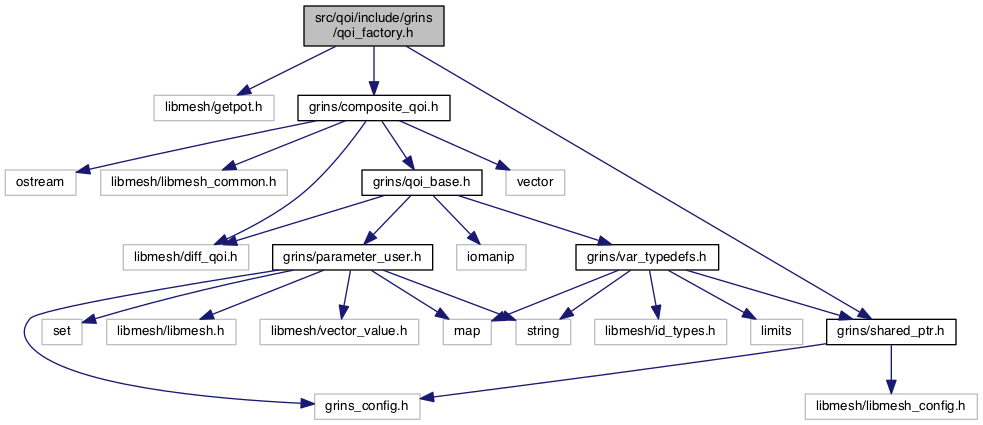 src/qoi/include/grins
/qoi_factory.h
libmesh/getpot.h
grins/composite_qoi.h
ostream
libmesh/libmesh_common.h
grins/qoi_base.h
vector
libmesh/diff_qoi.h
grins/parameter_user.h
iomanip
grins/var_typedefs.h
set
libmesh/libmesh.h
libmesh/vector_value.h
map
string
libmesh/id_types.h
limits
grins/shared_ptr.h
grins_config.h
libmesh/libmesh_config.h